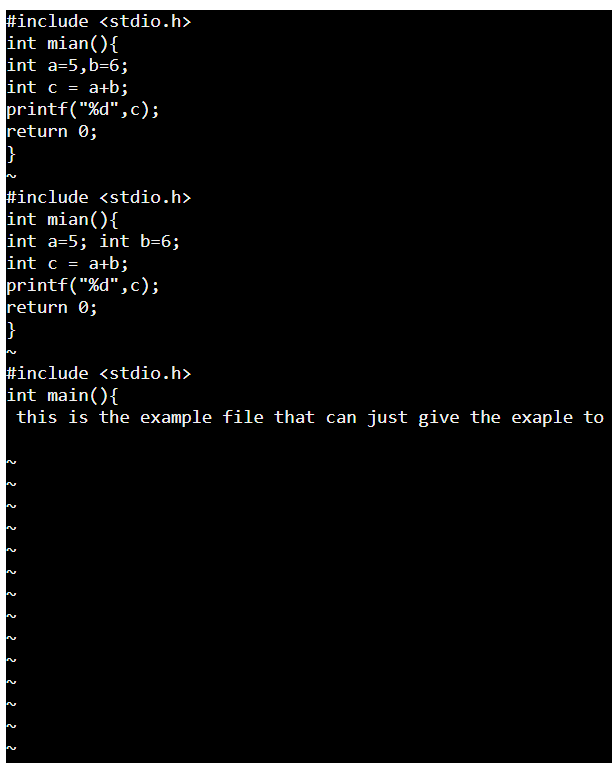 #include <stdio.h>
int mian(){
int a=5,b=6;
int c = a+b;
printf("%d",c);
return 0;
}
~
#include <stdio.h>
int mian(){
int a=5; int b=6;
int c = a+b;
printf("%d",c);
return 0;
}
~
#include <stdio.h>
int main(){
 this is the example file that can just give the exaple to

~
~
~
~
~
~
~
~
~
~
~
~
~
~